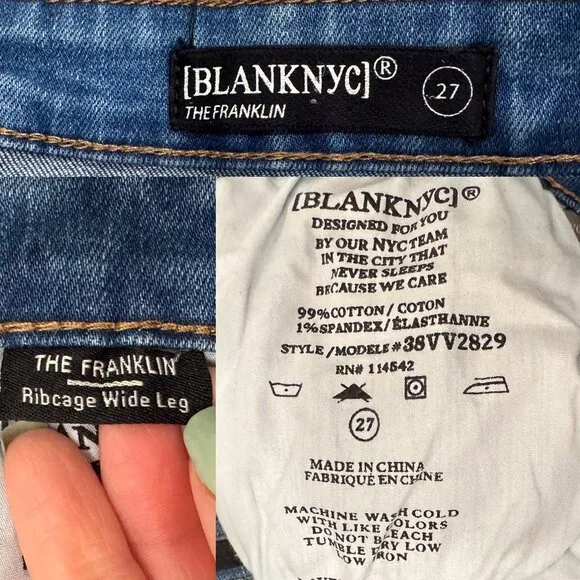 [BLANKNYC]®
THE FRANKLIN
27
THE FRANKLIN
Ribcage Wide Leg
[BLANKNYC]®
DESIGNED FOR YOU
BY OUR NYC TEAM
IN THE CITY THAT
NEVER SLEEPS
BECAUSE WE CARE
99% COTTON / COTON
1% SPANDEX / ÉLASTHANNE
STYLE / MODÈLE # 38VV2829
RN# 114542
27
MADE IN CHINA
FABRIQUÉ EN CHINE
MACHINE WASH COLD
WITH LIKE COLORS
DO NOT BLEACH
TUMBLE DRY LOW
LOW IRON